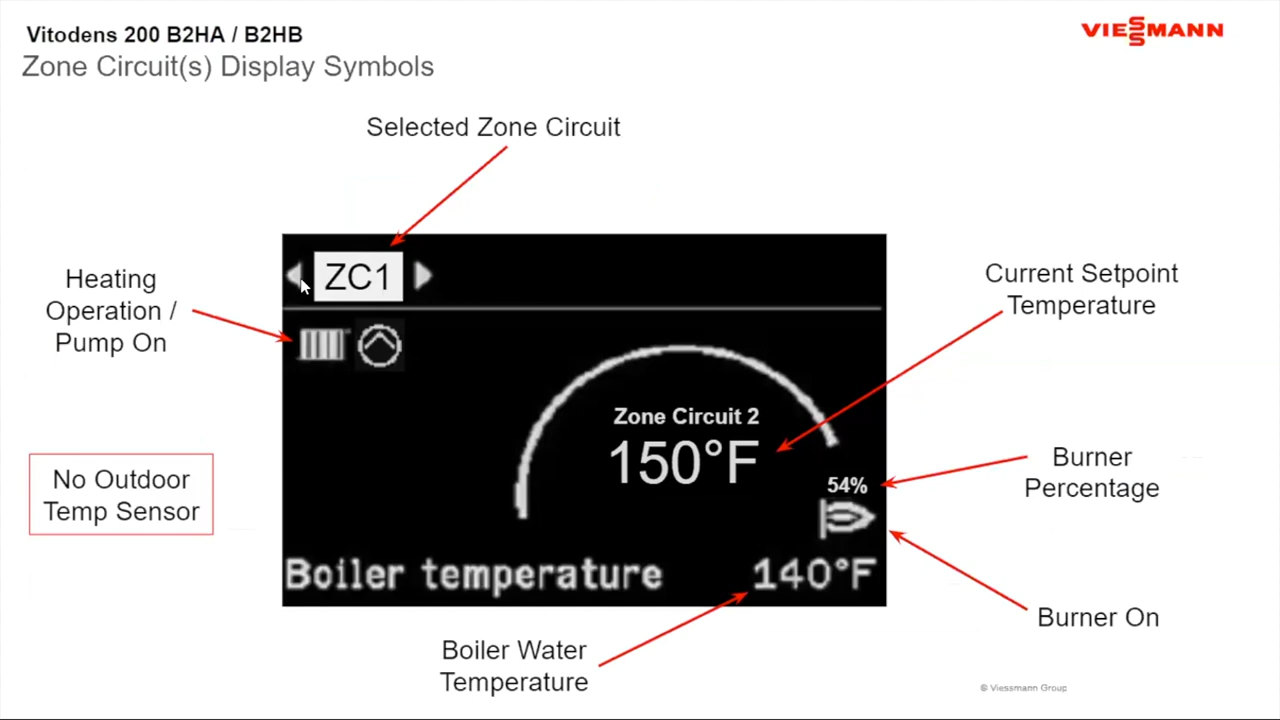 Vitodens 200 B2HA / B2HB
VIESSMANN
Zone Circuit(s) Display Symbols
Selected Zone Circuit
ZC1
Heating
Operation /
Pump On
Current Setpoint
Temperature
Zone Circuit 2
150°F
No Outdoor
Temp Sensor
54%
Burner
Percentage
Boiler temperature 140°F
Burner On
Boiler Water
Temperature
© Viessmann Group